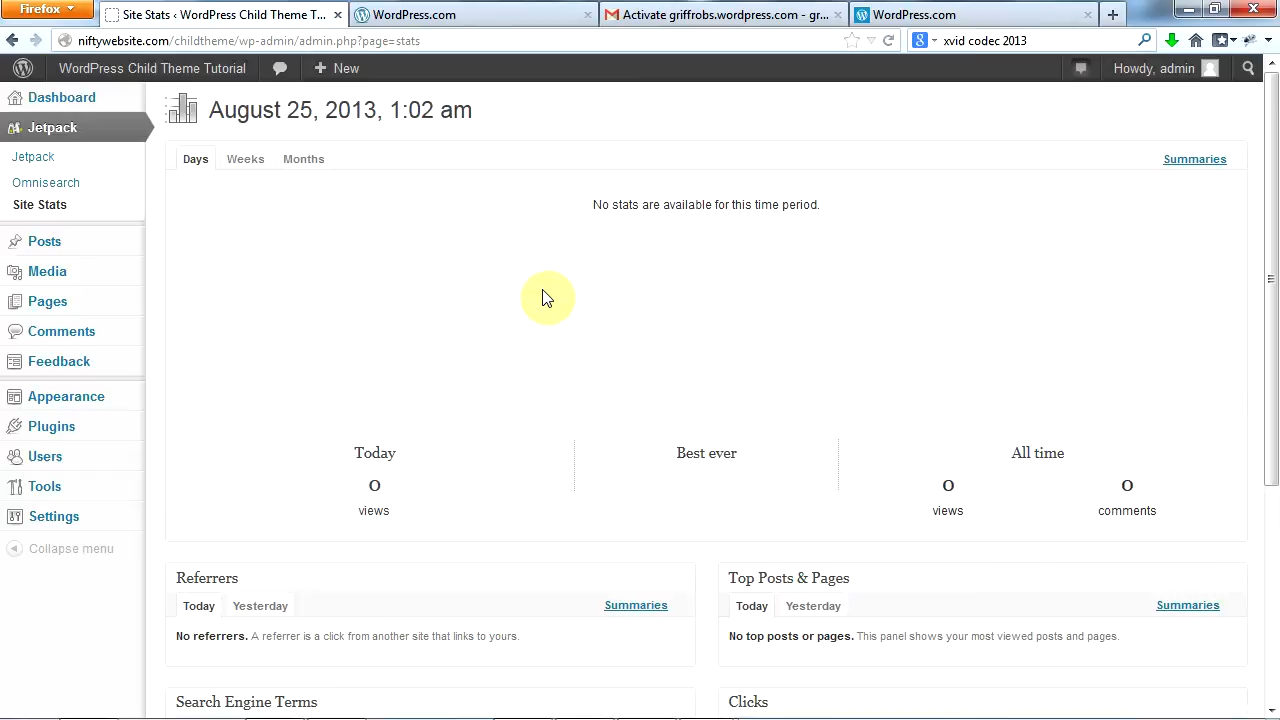 Firefox
Site Stats ‹ WordPress Child Theme T...
WordPress.com
Activate griffrobs.wordpress.com - gr...
WordPress.com
niftywebsite.com/childtheme/wp-admin/admin.php?page=stats
xvid codec 2013
WordPress Child Theme Tutorial
New
Howdy, admin
Dashboard
Jetpack
Jetpack
Omnisearch
Site Stats
Posts
Media
Pages
Comments
Feedback
Appearance
Plugins
Users
Tools
Settings
Collapse menu
August 25, 2013, 1:02 am
Days Weeks Months Summaries
No stats are available for this time period.
Today Best ever All time
0 0 0
views views comments
Referrers
Today Yesterday Summaries
No referrers. A referrer is a click from another site that links to yours.
Top Posts & Pages
Today Yesterday Summaries
No top posts or pages. This panel shows your most viewed posts and pages.
Search Engine Terms
Clicks